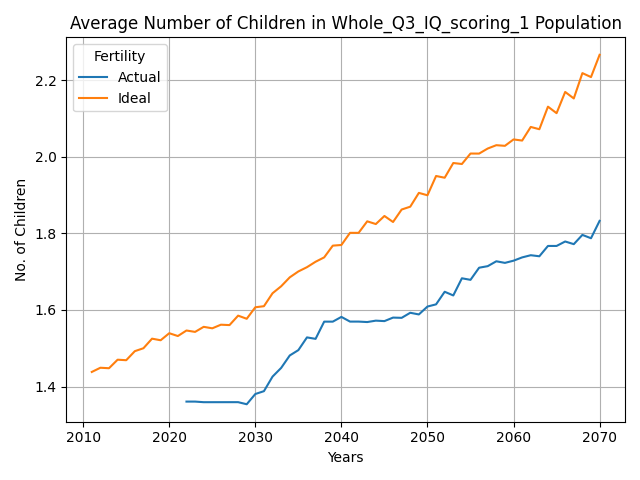 Average Number of Children in Whole_Q3_IQ_scoring_1 Population
Fertility
Actual
Ideal
No. of Children
2.2
2.0
1.8
1.6
1.4
2010 2020 2030 2040 2050 2060 2070
Years